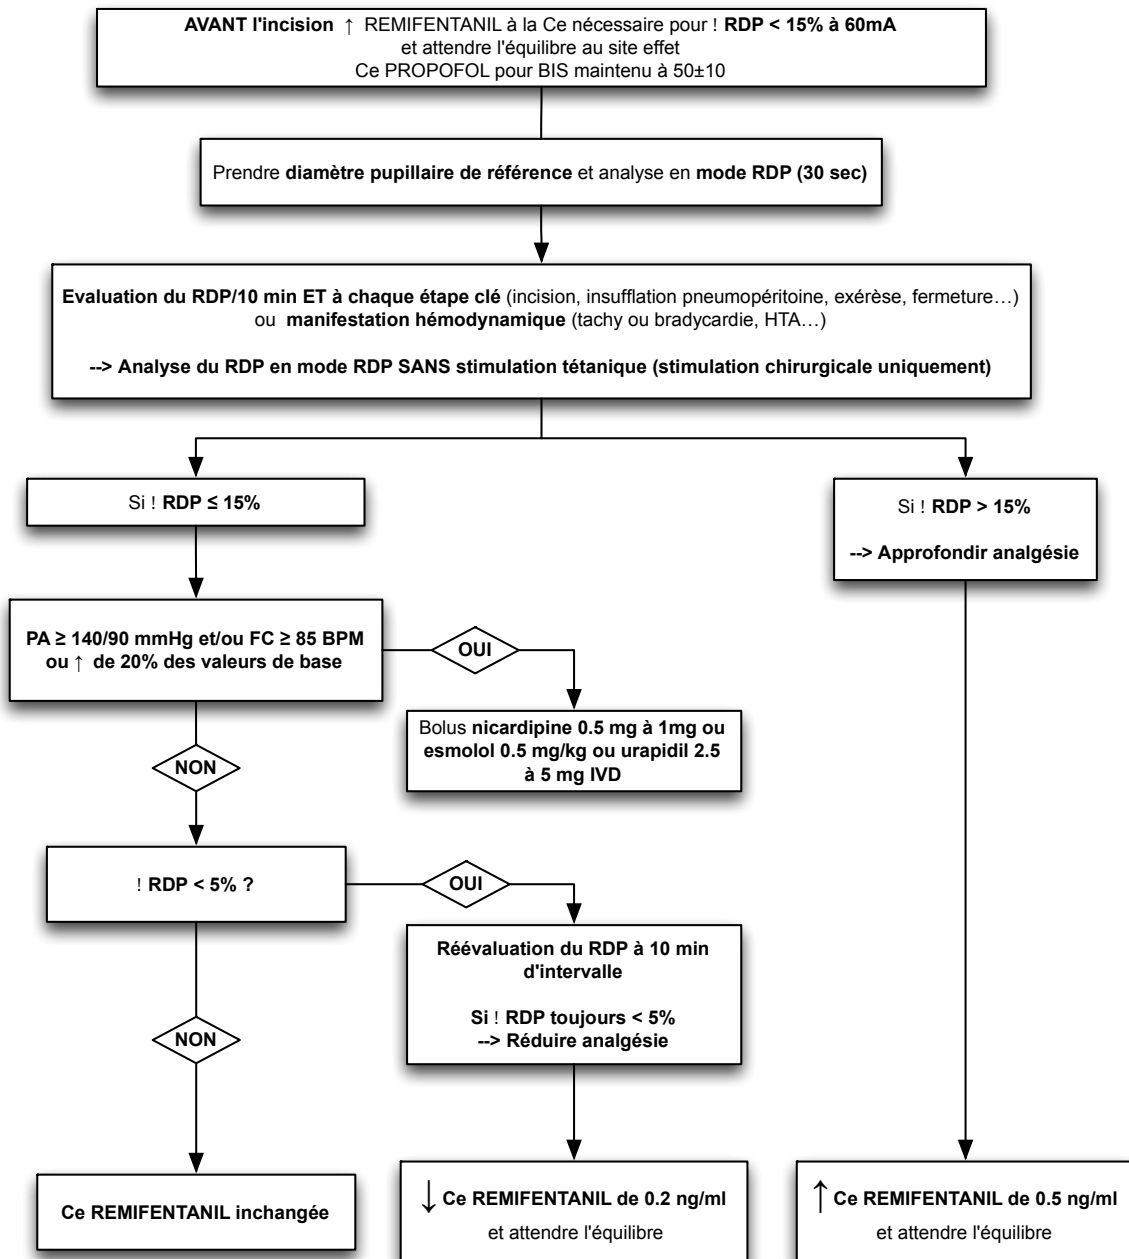 AVANT l'incision ↑ REMIFENTANIL à la Ce nécessaire pour ! RDP < 15% à 60mA
et attendre l'équilibre au site effet
Ce PROPOFOL pour BIS maintenu à 50±10
Prendre diamètre pupillaire de référence et analyse en mode RDP (30 sec)
Evaluation du RDP/10 min ET à chaque étape clé (incision, insufflation pneumopéritoine, exérèse, fermeture…)
ou manifestation hémodynamique (tachy ou bradycardie, HTA…)
--> Analyse du RDP en mode RDP SANS stimulation tétanique (stimulation chirurgicale uniquement)
Si ! RDP ≤ 15%
Si ! RDP > 15%
--> Approfondir analgésie
PA ≥ 140/90 mmHg et/ou FC ≥ 85 BPM
ou ↑ de 20% des valeurs de base
OUI
Bolus nicardipine 0.5 mg à 1mg ou
esmolol 0.5 mg/kg ou urapidil 2.5
à 5 mg IVD
NON
! RDP < 5% ?
OUI
Réévaluation du RDP à 10 min
d'intervalle
Si ! RDP toujours < 5%
--> Réduire analgésie
NON
Ce REMIFENTANIL inchangée
↓ Ce REMIFENTANIL de 0.2 ng/ml
et attendre l'équilibre
↑ Ce REMIFENTANIL de 0.5 ng/ml
et attendre l'équilibre